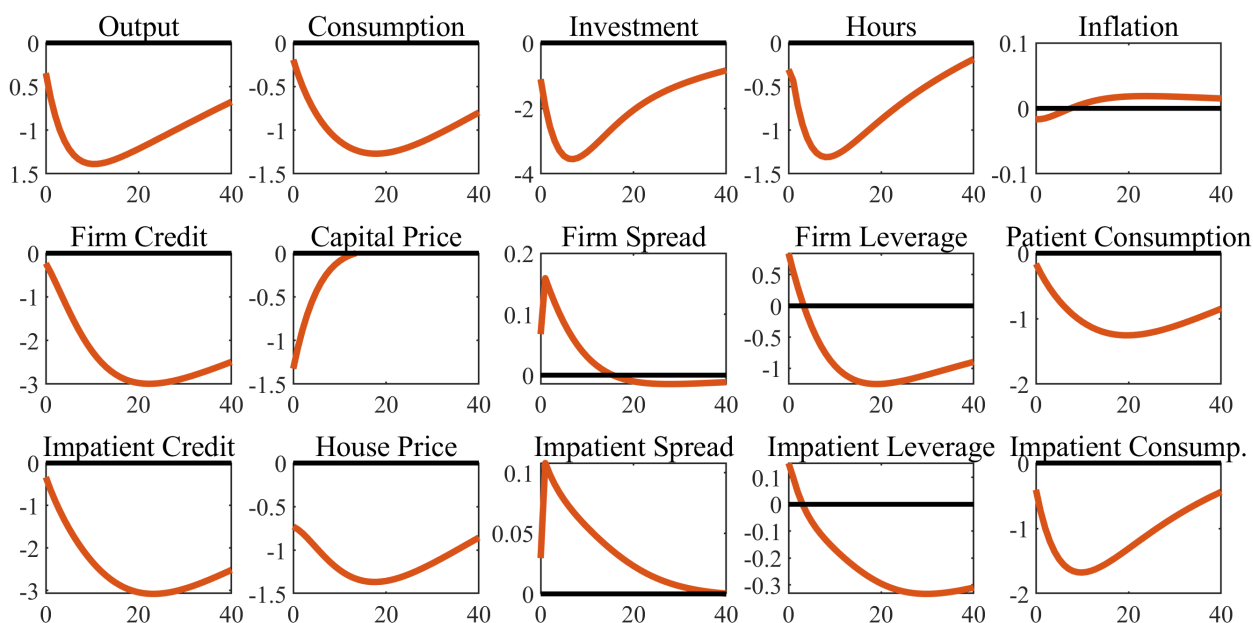 Output
0
0.5
-1
1.5
0 20 40
Consumption
0
-0.5
-1
-1.5
0 20 40
Investment
0
-2
-4
0 20 40
Hours
0
-0.5
-1
-1.5
0 20 40
Inflation
0.1
0
-0.1
0 20 40
Firm Credit
0
-1
-2
-3
0 20 40
Capital Price
0
-0.5
-1
-1.5
0 20 40
Firm Spread
0.2
0.1
0
0 20 40
Firm Leverage
0.5
0
-0.5
-1
0 20 40
Patient Consumption
0
-1
-2
0 20 40
Impatient Credit
0
-1
-2
-3
0 20 40
House Price
0
-0.5
-1
-1.5
0 20 40
Impatient Spread
0.1
0.05
0
0 20 40
Impatient Leverage
0.1
0
-0.1
-0.2
-0.3
0 20 40
Impatient Consump.
0
-1
-2
0 20 40